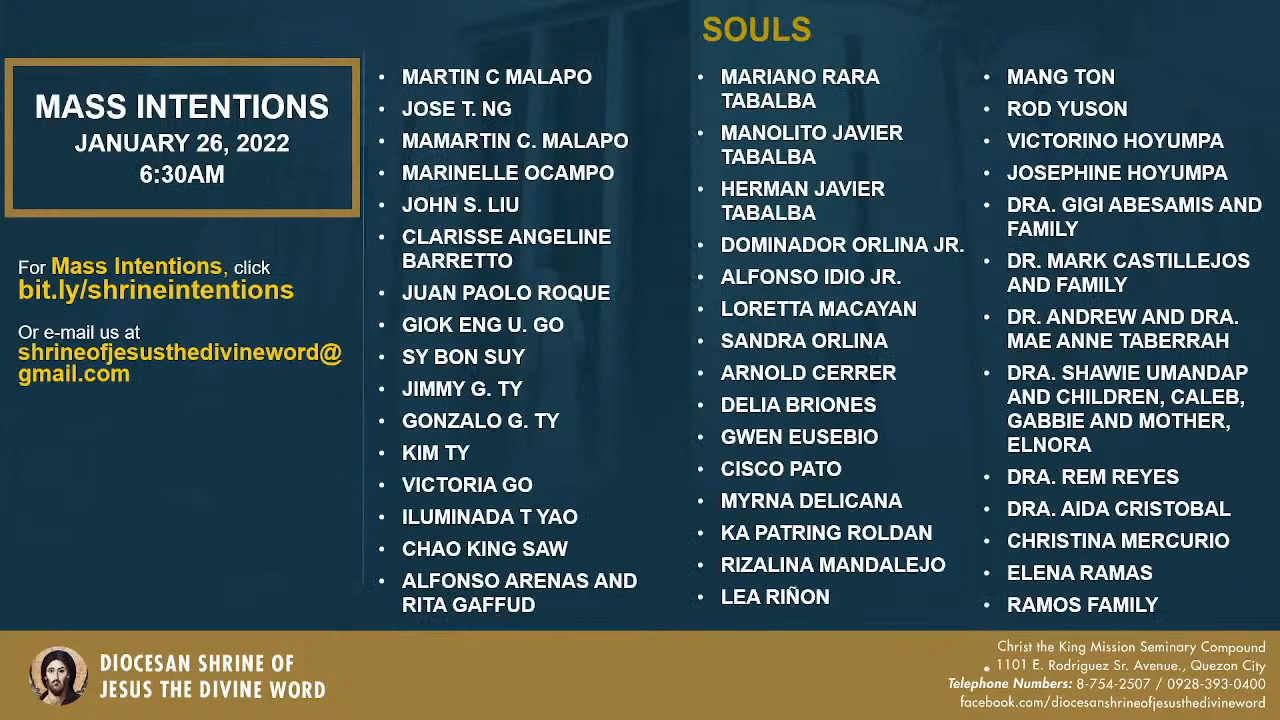 SOULS
MASS INTENTIONS
JANUARY 26, 2022
6:30AM
For Mass Intentions, click
bit.ly/shrineintentions
Or e-mail us at
shrineofjesusthedivineword@
gmail.com
• MARTIN C MALAPO
• JOSE T. NG
• MAMARTIN C. MALAPO
• MARINELLE OCAMPO
• JOHN S. LIU
• CLARISSE ANGELINE
BARRETTO
• JUAN PAOLO ROQUE
• GIOK ENG U. GO
• SY BON SUY
• JIMMY G. TY
• GONZALO G. TY
• KIM TY
• VICTORIA GO
• ILUMINADA T YAO
• CHAO KING SAW
• ALFONSO ARENAS AND
RITA GAFFUD
• MARIANO RARA
TABALBA
• MANOLITO JAVIER
TABALBA
• HERMAN JAVIER
TABALBA
• DOMINADOR ORLINA JR.
• ALFONSO IDIO JR.
• LORETTA MACAYAN
• SANDRA ORLINA
• ARNOLD CERRER
• DELIA BRIONES
• GWEN EUSEBIO
• CISCO PATO
• MYRNA DELICANA
• KA PATRING ROLDAN
• RIZALINA MANDALEJO
• LEA RIÑON
• MANG TON
• ROD YUSON
• VICTORINO HOYUMPA
• JOSEPHINE HOYUMPA
• DRA. GIGI ABESAMIS AND
FAMILY
• DR. MARK CASTILLEJOS
AND FAMILY
• DR. ANDREW AND DRA.
MAE ANNE TABERRAH
• DRA. SHAWIE UMANDAP
AND CHILDREN, CALEB,
GABBIE AND MOTHER,
ELNORA
• DRA. REM REYES
• DRA. AIDA CRISTOBAL
• CHRISTINA MERCURIO
• ELENA RAMAS
• RAMOS FAMILY
DIOCESAN SHRINE OF
JESUS THE DIVINE WORD
Christ the King Mission Seminary Compound
1101 E. Rodriguez Sr. Avenue., Quezon City
Telephone Numbers: 8-754-2507 / 0928-393-0400
facebook.com/diocesanshrineofjesusthedivineword